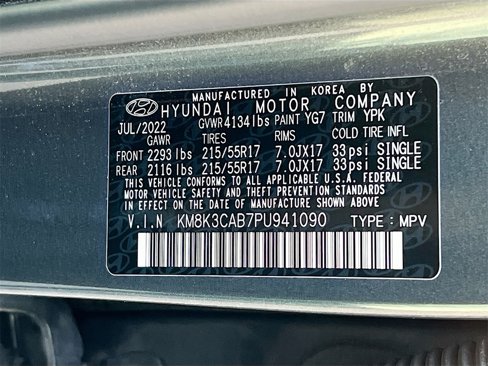 MANUFACTURED IN KOREA BY
HYUNDAI MOTOR COMPANY
JUL/2022 GVWR 4134lbs PAINT YG7 TRIM YPK
GAWR TIRES RIMS COLD TIRE INFL
FRONT 2293 lbs 215/55R17 7.0JX17 33psi SINGLE
REAR 2116 lbs 215/55R17 7.0JX17 33psi SINGLE
THIS VEHICLE CONFORMS TO ALL APPLICABLE U.S.A. FEDERAL
MOTOR VEHICLE SAFETY AND THEFT PREVENTION STANDARDS
IN EFFECT ON THE DATE OF MANUFACTURE SHOWN ABOVE.
V.I.N KM8K3CAB7PU941090 TYPE : MPV